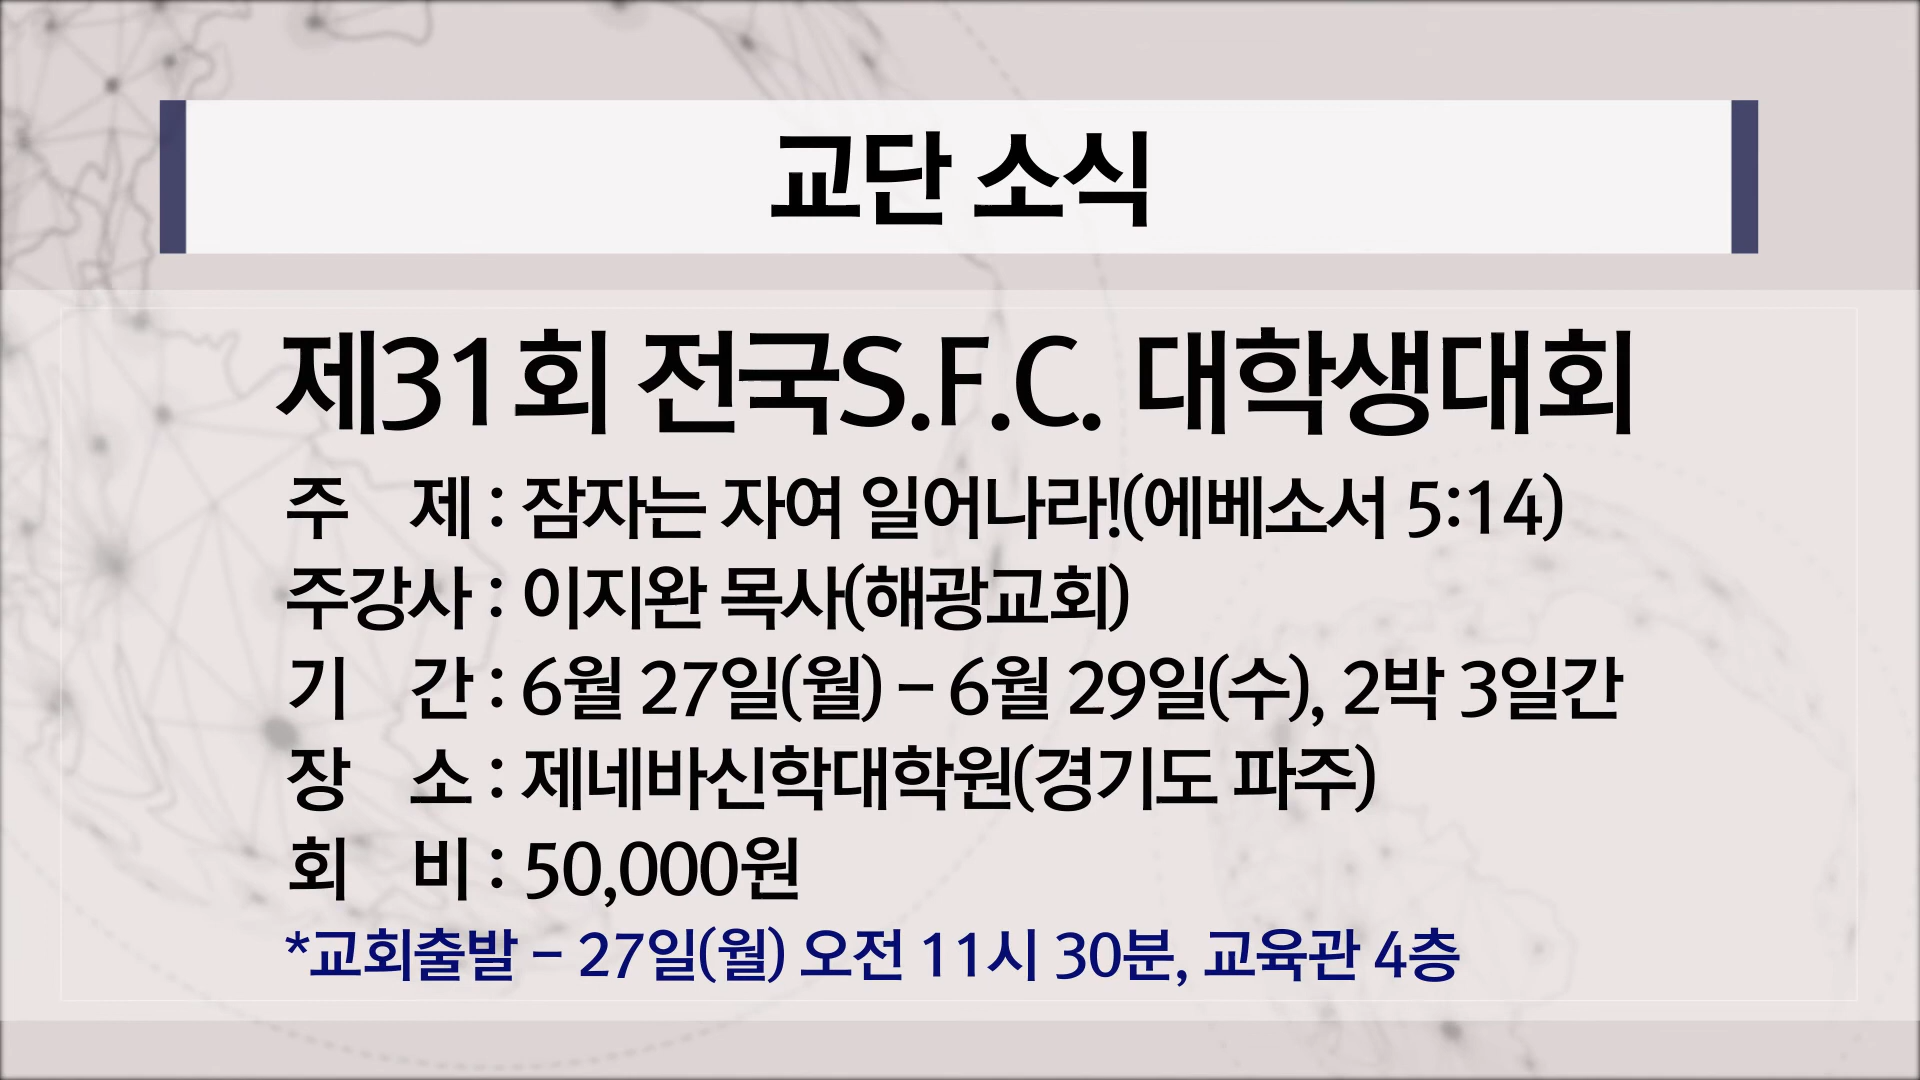 교단 소식
제31회 전국S.F.C. 대학생대회
주 제 : 잠자는 자여 일어나라!(에베소서 5:14)
주강사 : 이지완 목사(해광교회)
기 간 : 6월 27일(월) - 6월 29일(수), 2박 3일간
장 소 : 제네바신학대학원(경기도 파주)
회 비 : 50,000원
*교회출발 - 27일(월) 오전 11시 30분, 교육관 4층